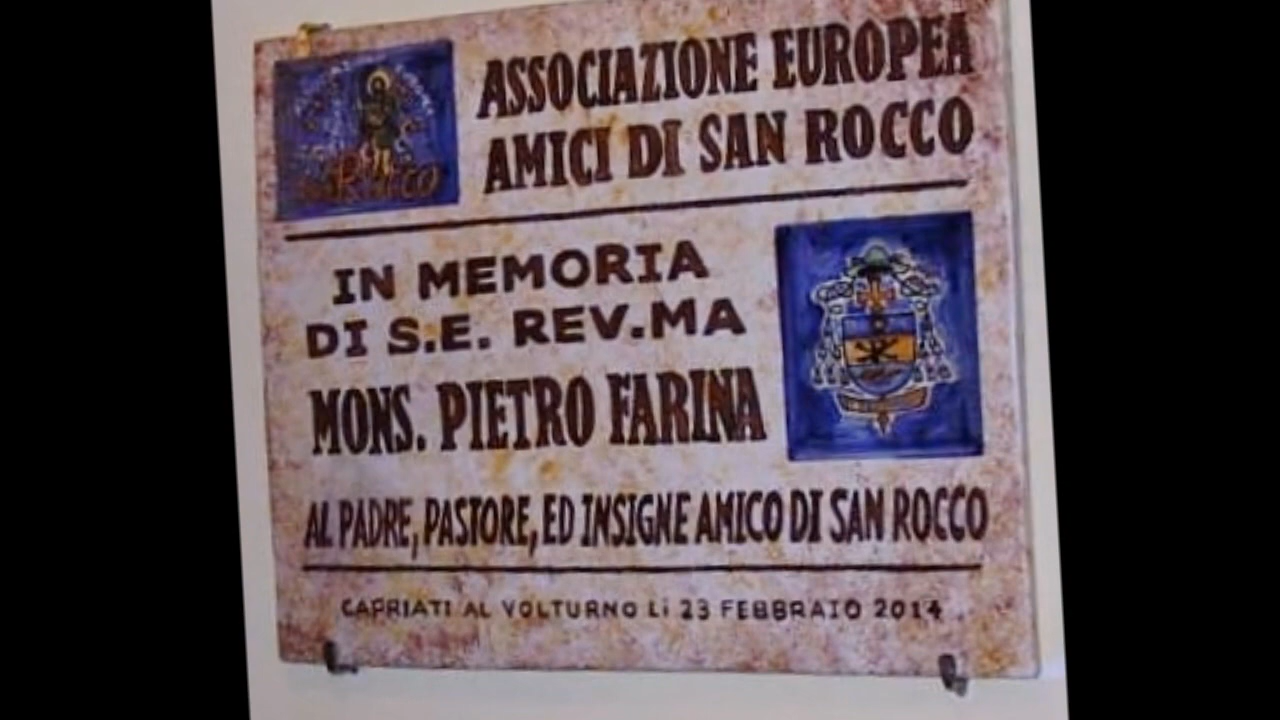 ASSOCIAZIONE EUROPEA
AMICI DI SAN ROCCO
IN MEMORIA
DI S.E. REV.MA
MONS. PIETRO FARINA
AL PADRE, PASTORE, ED INSIGNE AMICO DI SAN ROCCO
CAPRIATI AL VOLTURNO Li 23 FEBBRAIO 2014